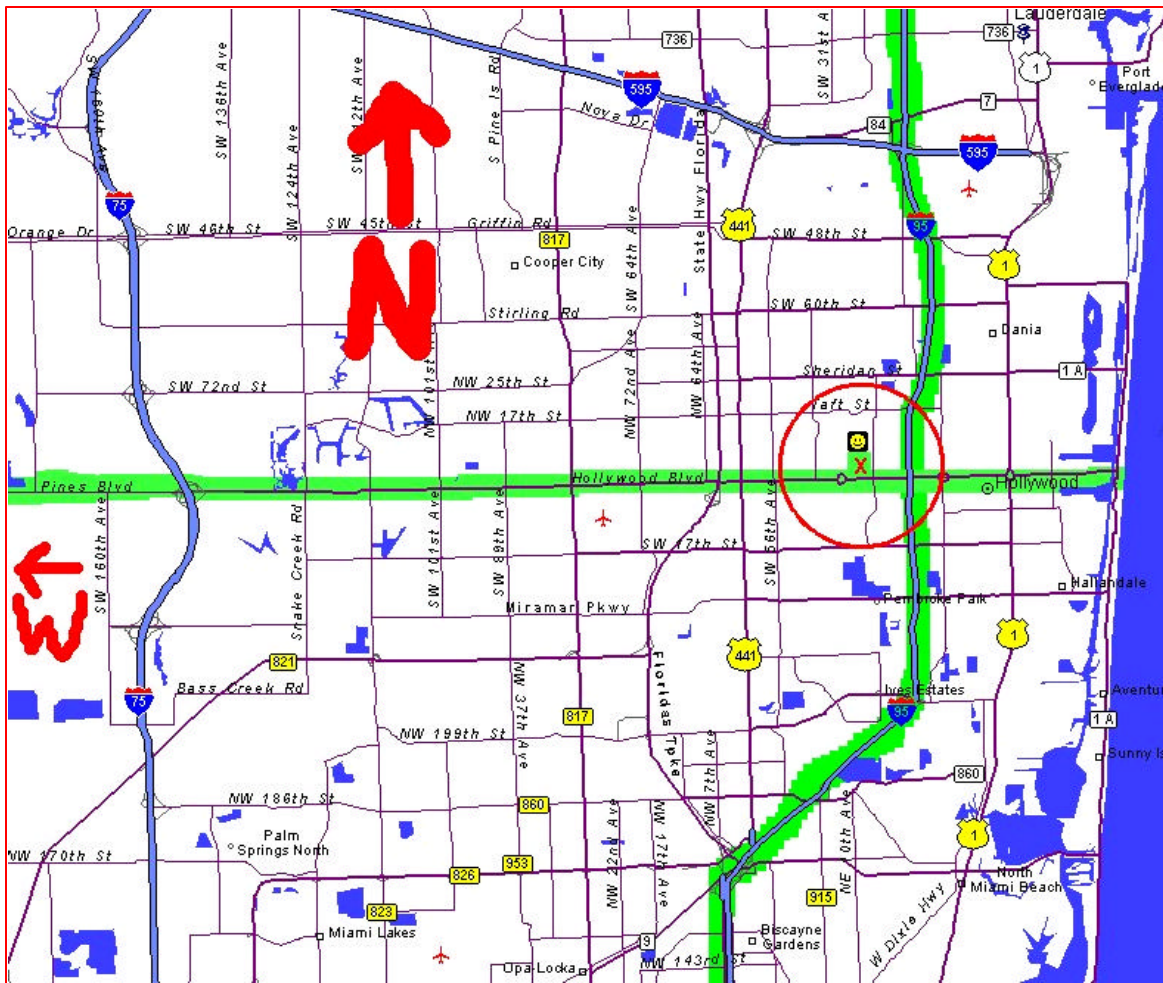 Lauderdale
736
736
1
Port
Everglade
595
Nova Dr
SW 136th Ave
SW 124th Ave
S Pine Is Rd
SW 31st A
7
84
595
75
State Hwy Florida
SW 64th Ave
Orange Dr
SW 46th St
SW 45th St
Griffin Rd
817
441
SW 48th St
95
1
Cooper City
N
SW 60th St
Stirling Rd
Dania
NW 101st
SW 72nd St
NW 25th St
NW 72nd Ave
NW 64th Ave
Sheridan St
1 A
NW 17th St
Taft St
X
Pines Blvd
Hollywood Blvd
Hollywood
SW 160th Ave
Snake Creek Rd
SW 101st Ave
SW 89th Ave
SW 17th St
SW 56th Ave
W
Hallandale
Miramar Pkwy
Pembroke Park
1
821
441
Floridas Tpke
75
Bass Creek Rd
NW 37th Ave
Ives Estates
95
Aventur
817
1 A
NW 199th St
NW 7th Ave
Sunny Is
860
NW 186th St
860
NW 22nd Ave
NW 17th Ave
NE 10th Ave
1
Palm
Springs North
NW 170th St
953
826
North
Miami Beach
915
823
Miami Lakes
9
Biscayne
Gardens
W Dixie Hwy
Opa-Locka
NW 143rd St